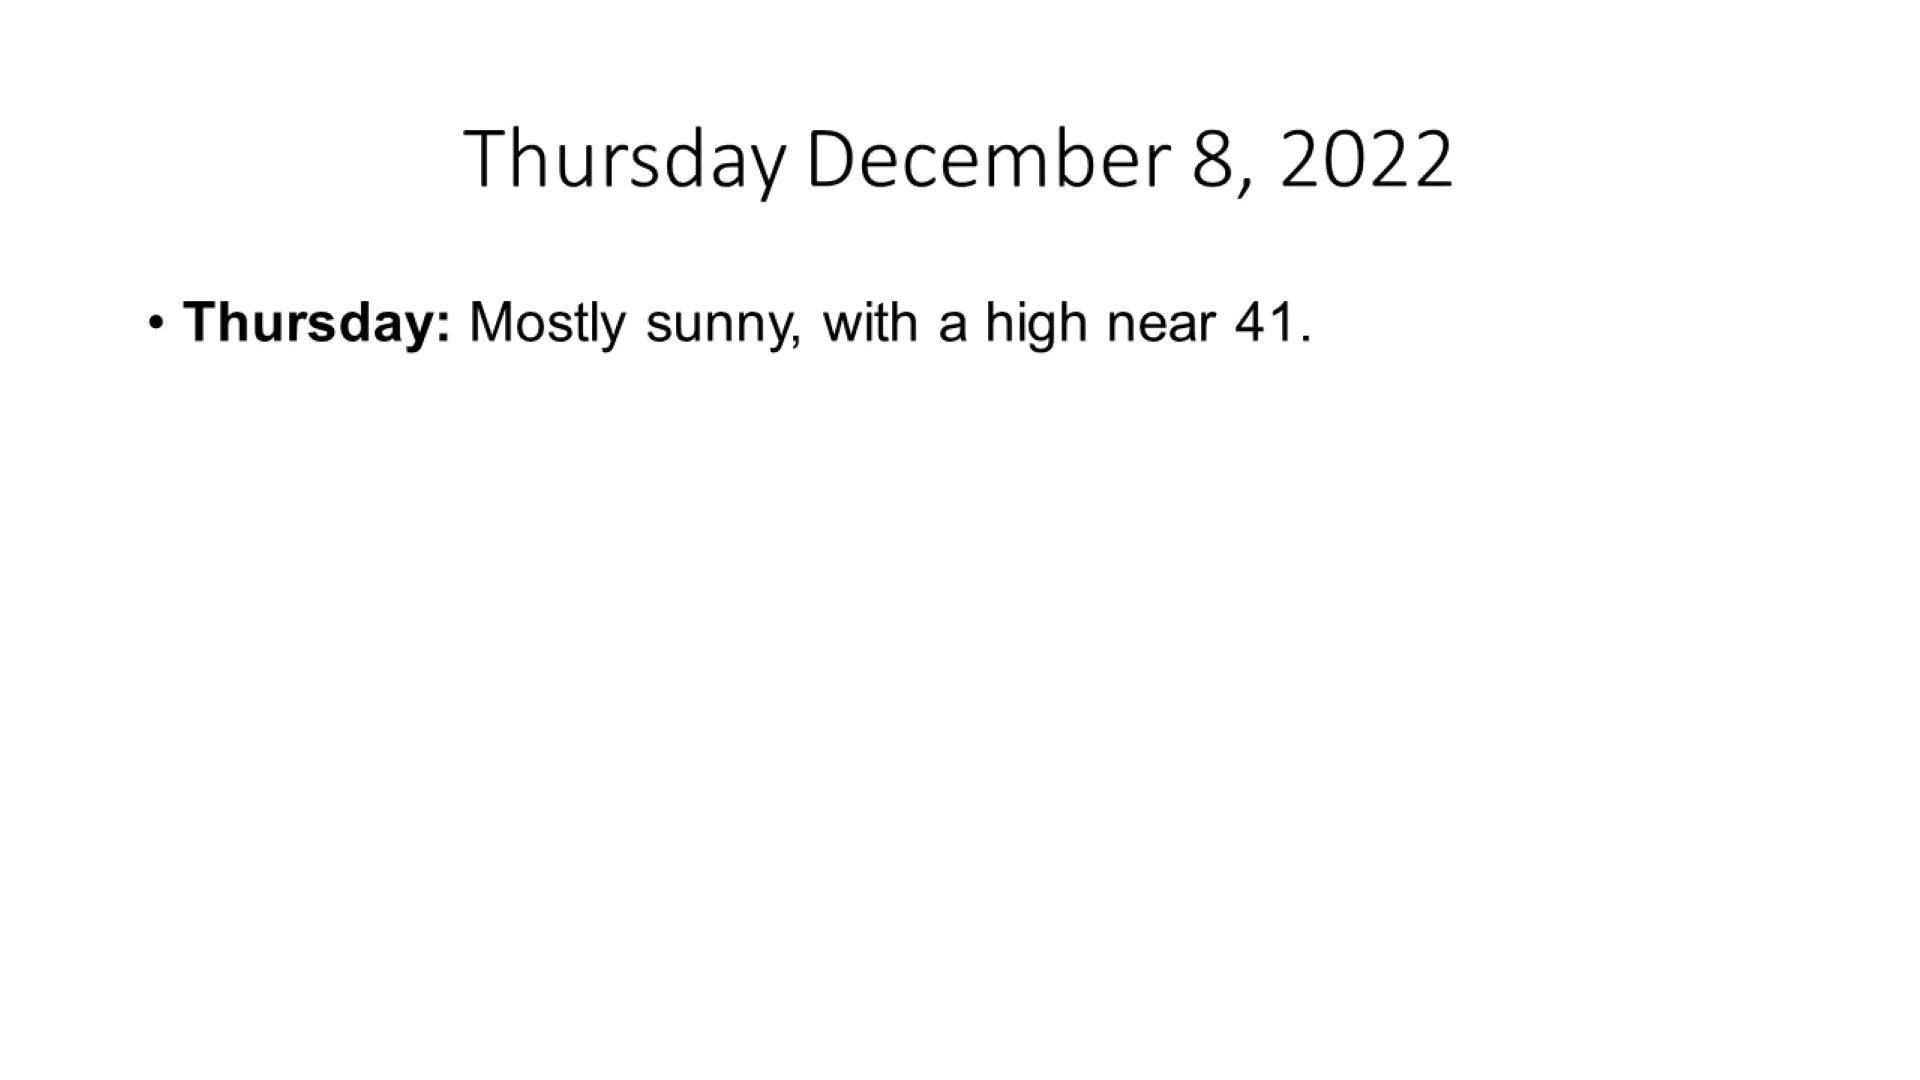 Thursday December 8, 2022
• Thursday: Mostly sunny, with a high near 41.